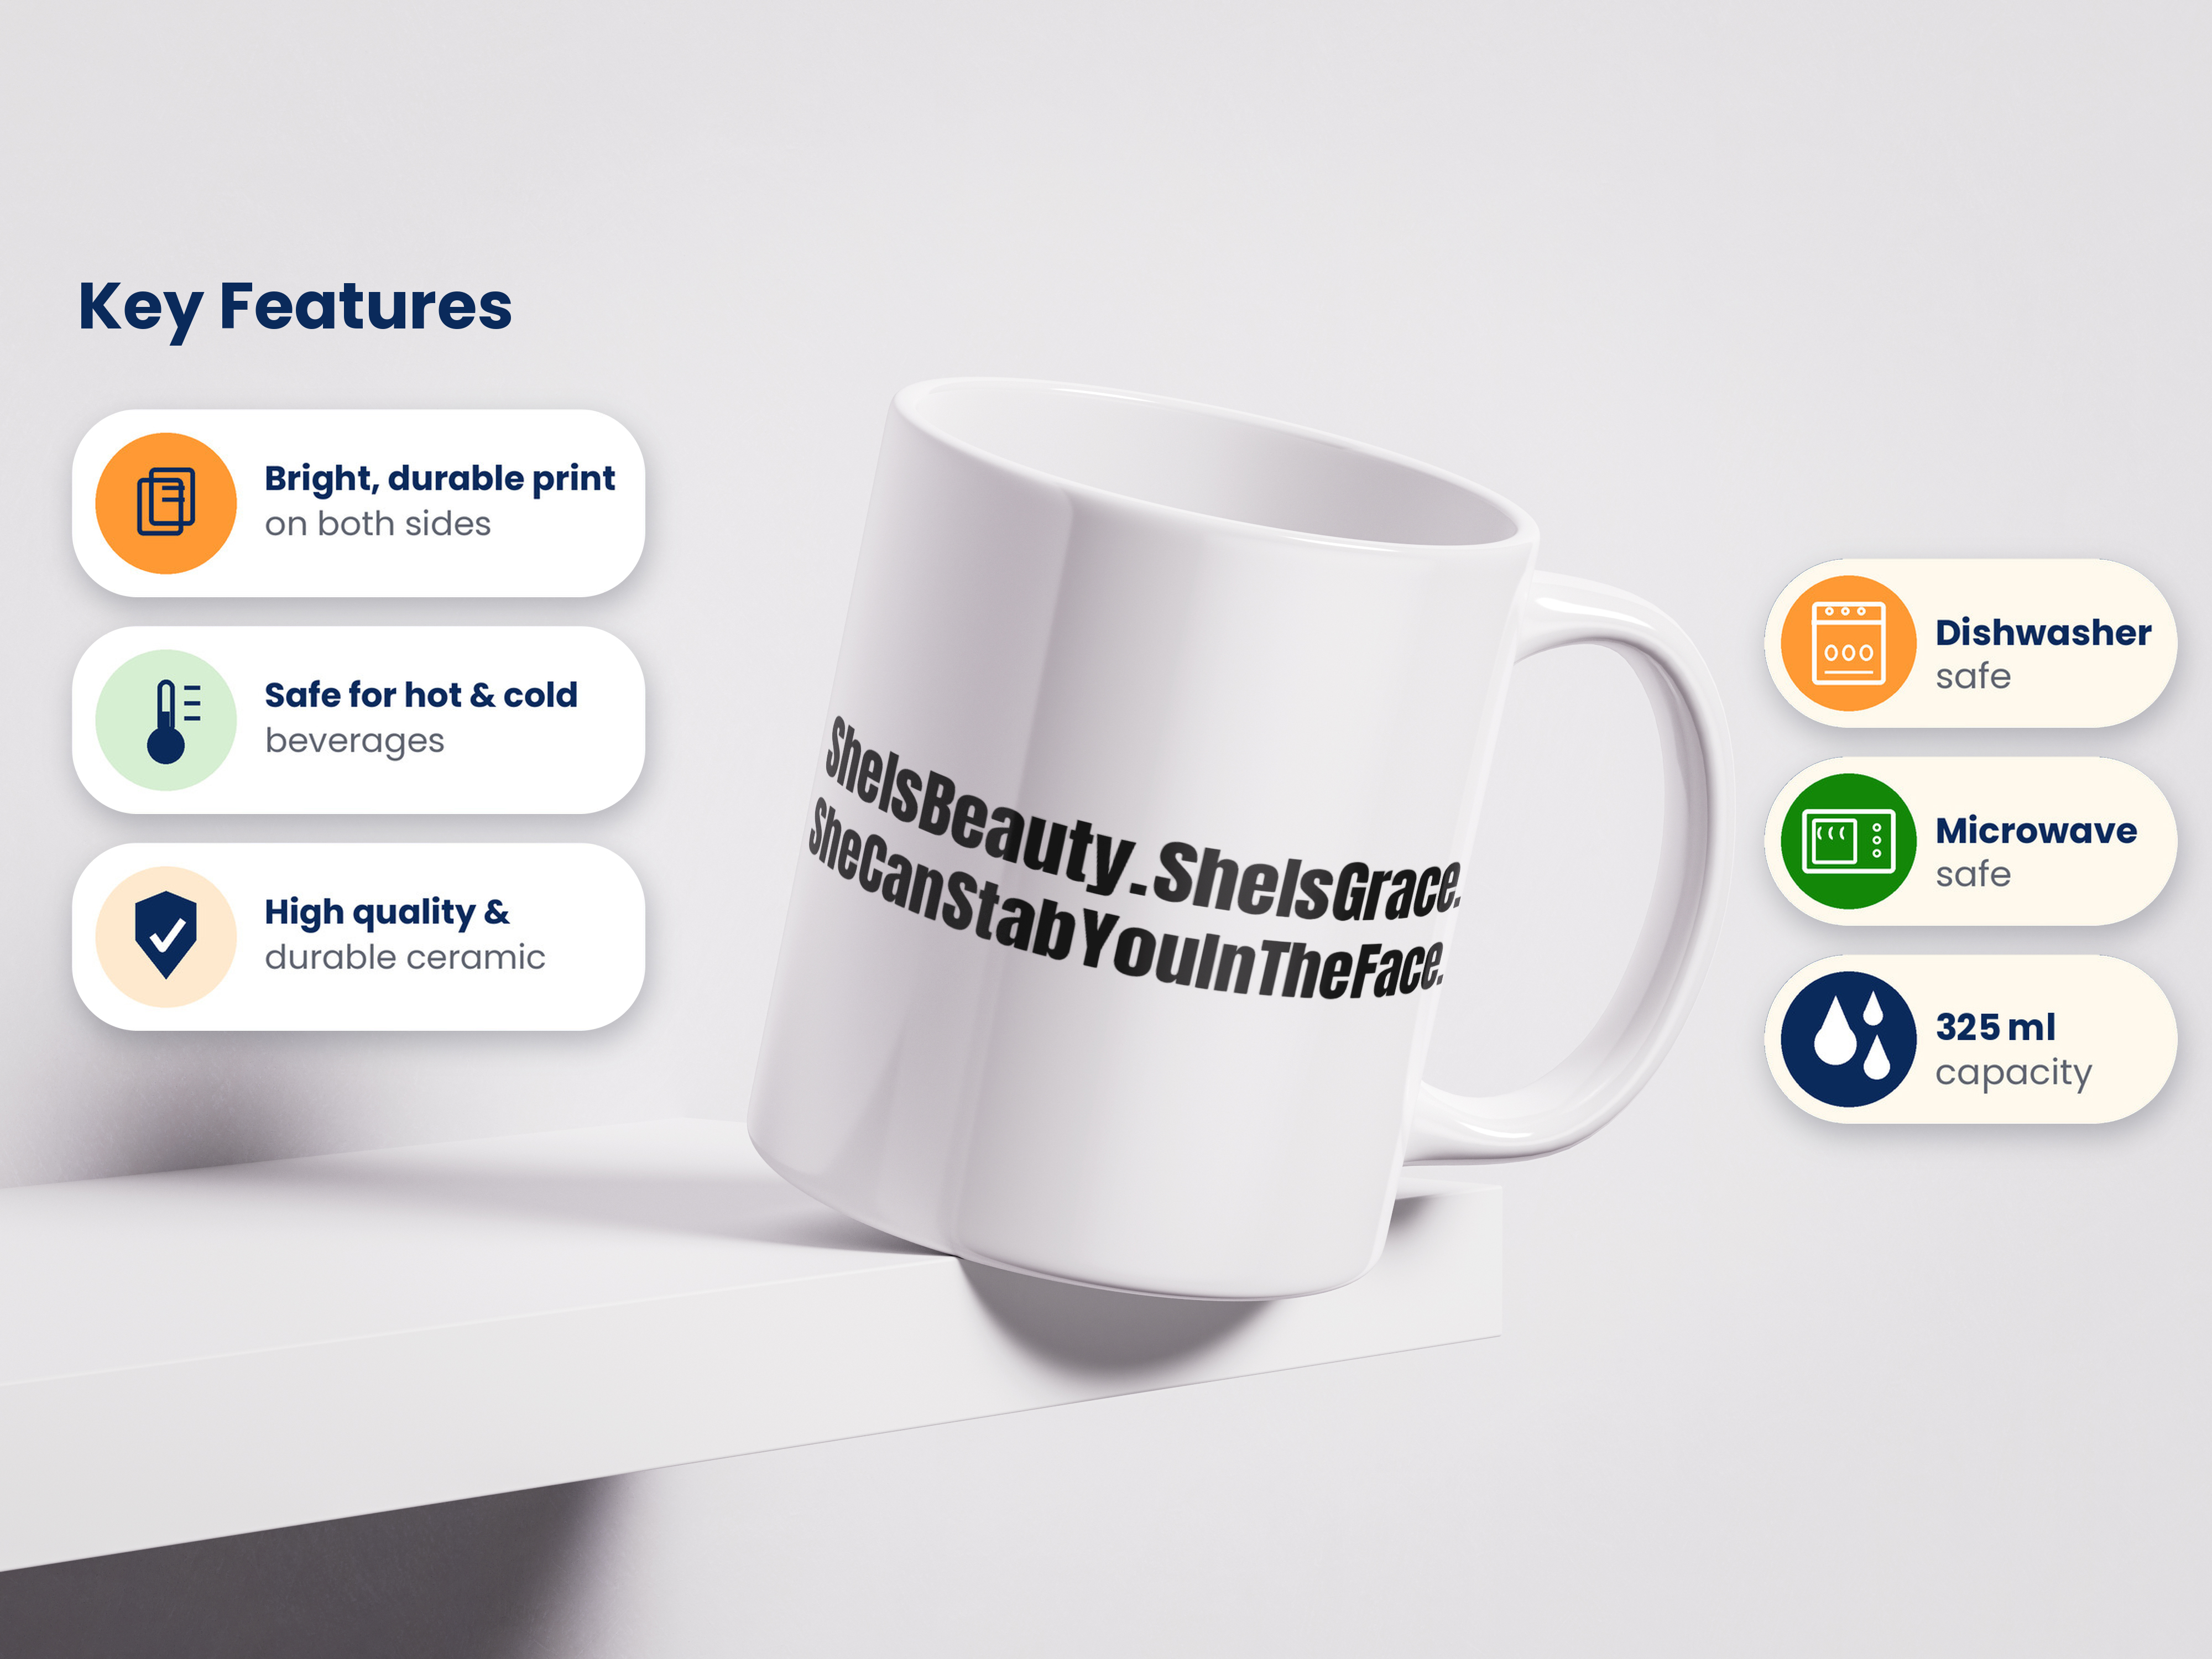 Key Features
Bright, durable print
on both sides
Safe for hot & cold
beverages
High quality &
durable ceramic
SheIsBeauty.SheIsGrace.
SheCanStabYouInTheFace.
Dishwasher
safe
Microwave
safe
325 ml
capacity